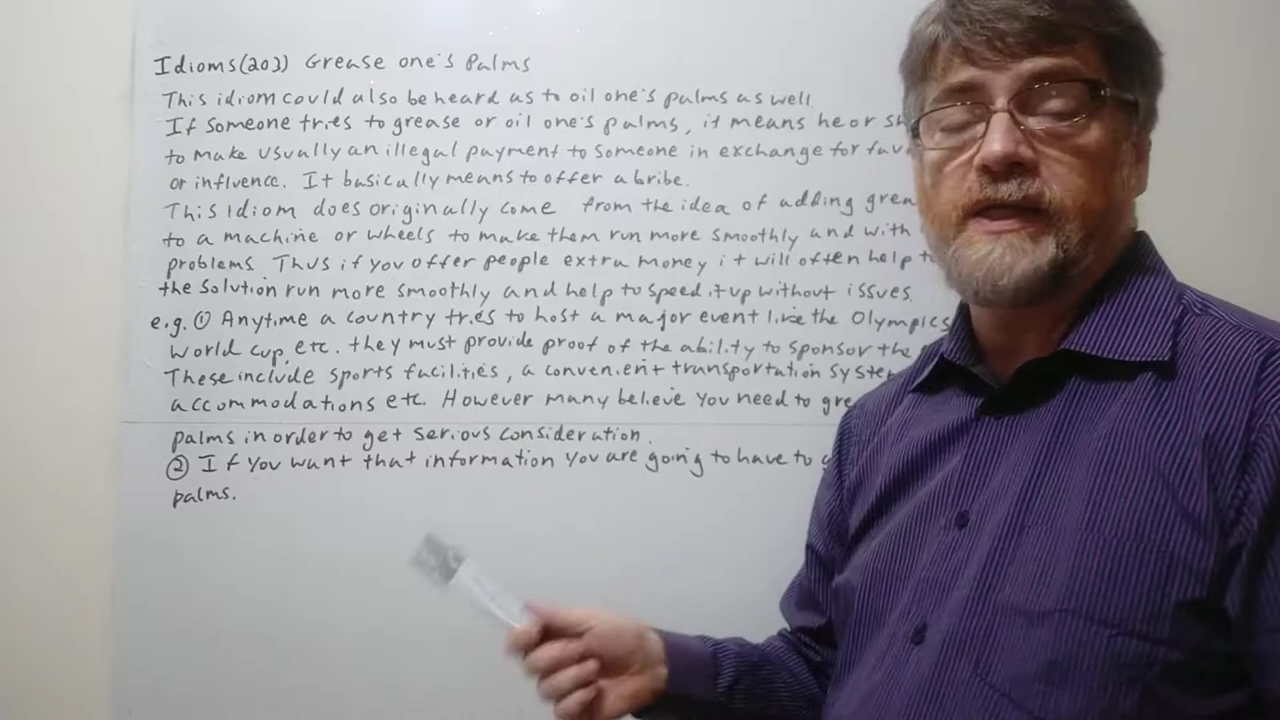 Idioms(203) Grease one's Palms
This idiom could also be heard as to oil one's palms as well.
If someone tries to grease or oil one's palms, it means he or
to make usually an illegal payment to someone in exchange for
or influence. It basically means to offer a bribe.
This Idiom does originally come from the idea of adding
to a machine or wheels to make them run more smoothly and with
problems. Thus if you offer people extra money it will often help
the solution run more smoothly and help to speed it up without issues.
e.g. ① Anytime a country tries to host a major event like the Olympics
World cup, etc. they must provide proof of the ability to sponsor the
These include sports facilities, a convenient transportation
accommodations etc. However many believe you need to
palms in order to get serious consideration.
② If you want that information you are going to have to
palms.